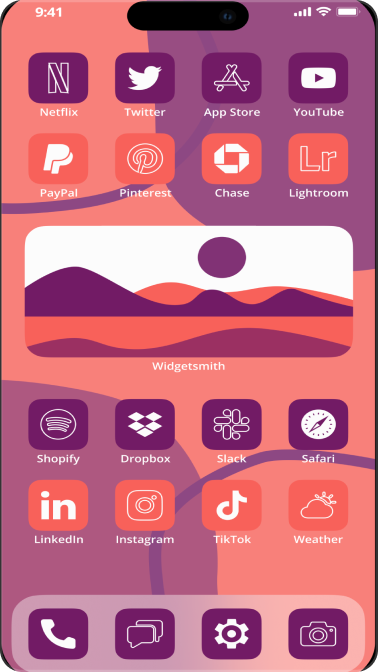 9:41
Netflix Twitter App Store YouTube
Lr
PayPal Pinterest Chase Lightroom
Widgetsmith
Shopify Dropbox Slack Safari
in
LinkedIn Instagram TikTok Weather